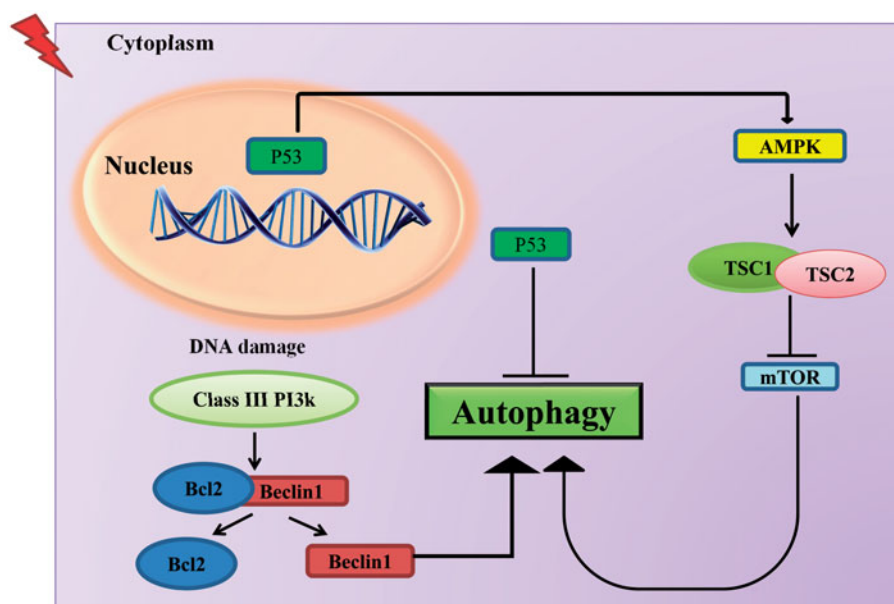 Cytoplasm
P53
Nucleus
AMPK
P53
TSC1
TSC2
DNA damage
mTOR
Class III PI3k
Autophagy
Bcl2
Beclin1
Bcl2
Beclin1